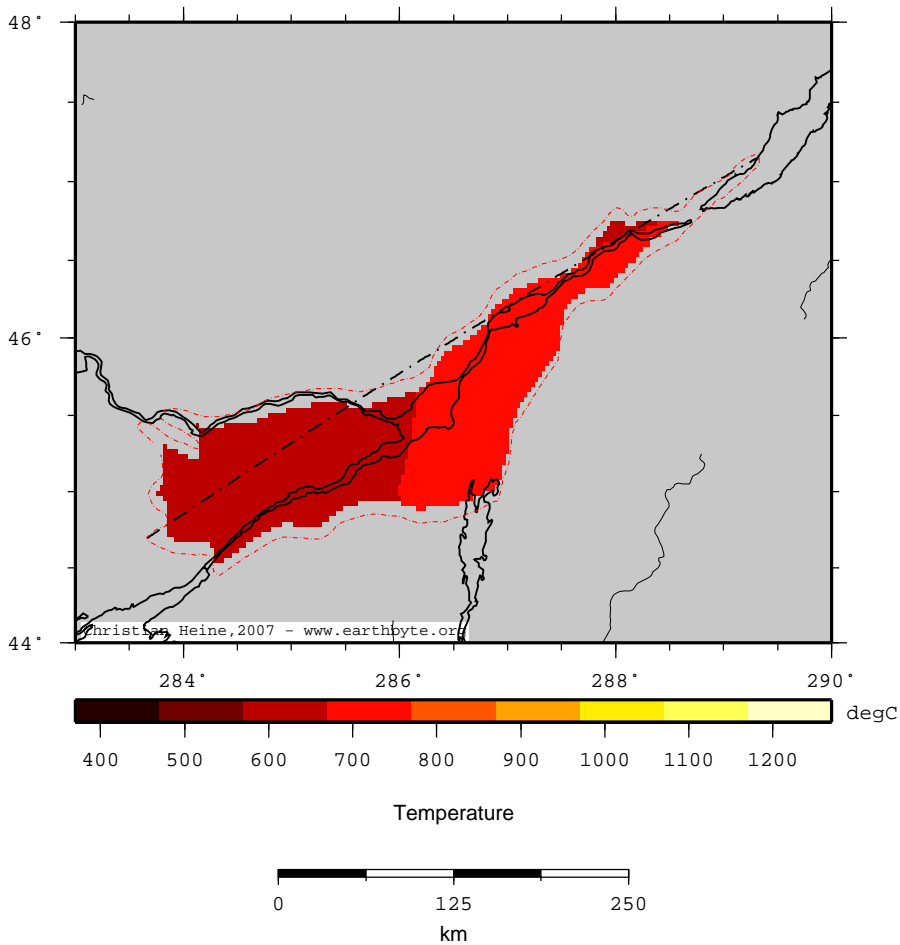 48°
46°
44°
Christian Heine,2007 - www.earthbyte.org
284° 286° 288° 290°
degC
400 500 600 700 800 900 1000 1100 1200
Temperature
0 125 250
km